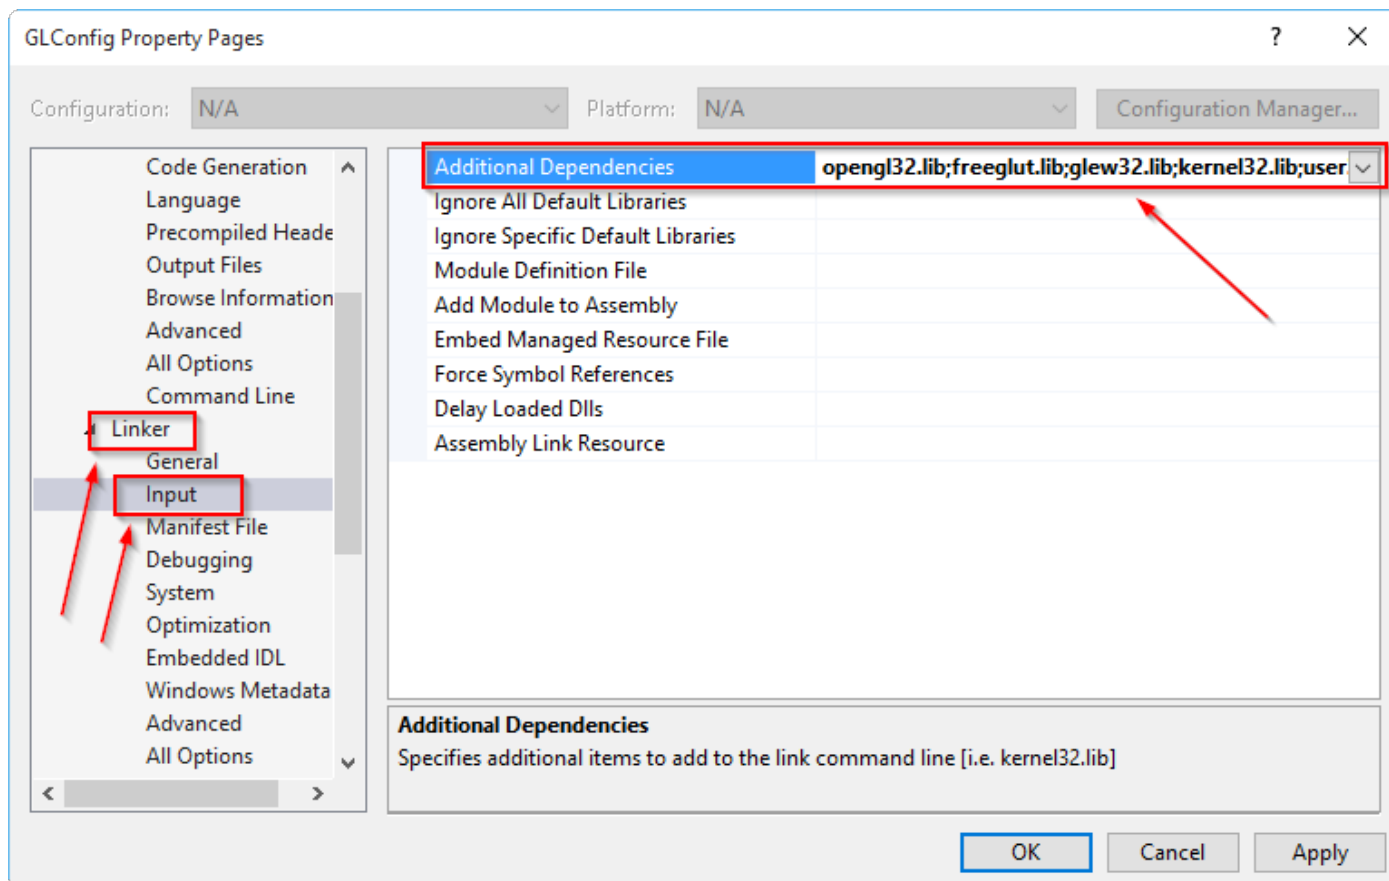 GLConfig Property Pages
?
Configuration: N/A Platform: N/A Configuration Manager...
Code Generation
Language
Precompiled Heade
Output Files
Browse Information
Advanced
All Options
Command Line
Linker
General
Input
Manifest File
Debugging
System
Optimization
Embedded IDL
Windows Metadata
Advanced
All Options
Additional Dependencies opengl32.lib;freeglut.lib;glew32.lib;kernel32.lib;user
Ignore All Default Libraries
Ignore Specific Default Libraries
Module Definition File
Add Module to Assembly
Embed Managed Resource File
Force Symbol References
Delay Loaded Dlls
Assembly Link Resource
Additional Dependencies
Specifies additional items to add to the link command line [i.e. kernel32.lib]
OK Cancel Apply